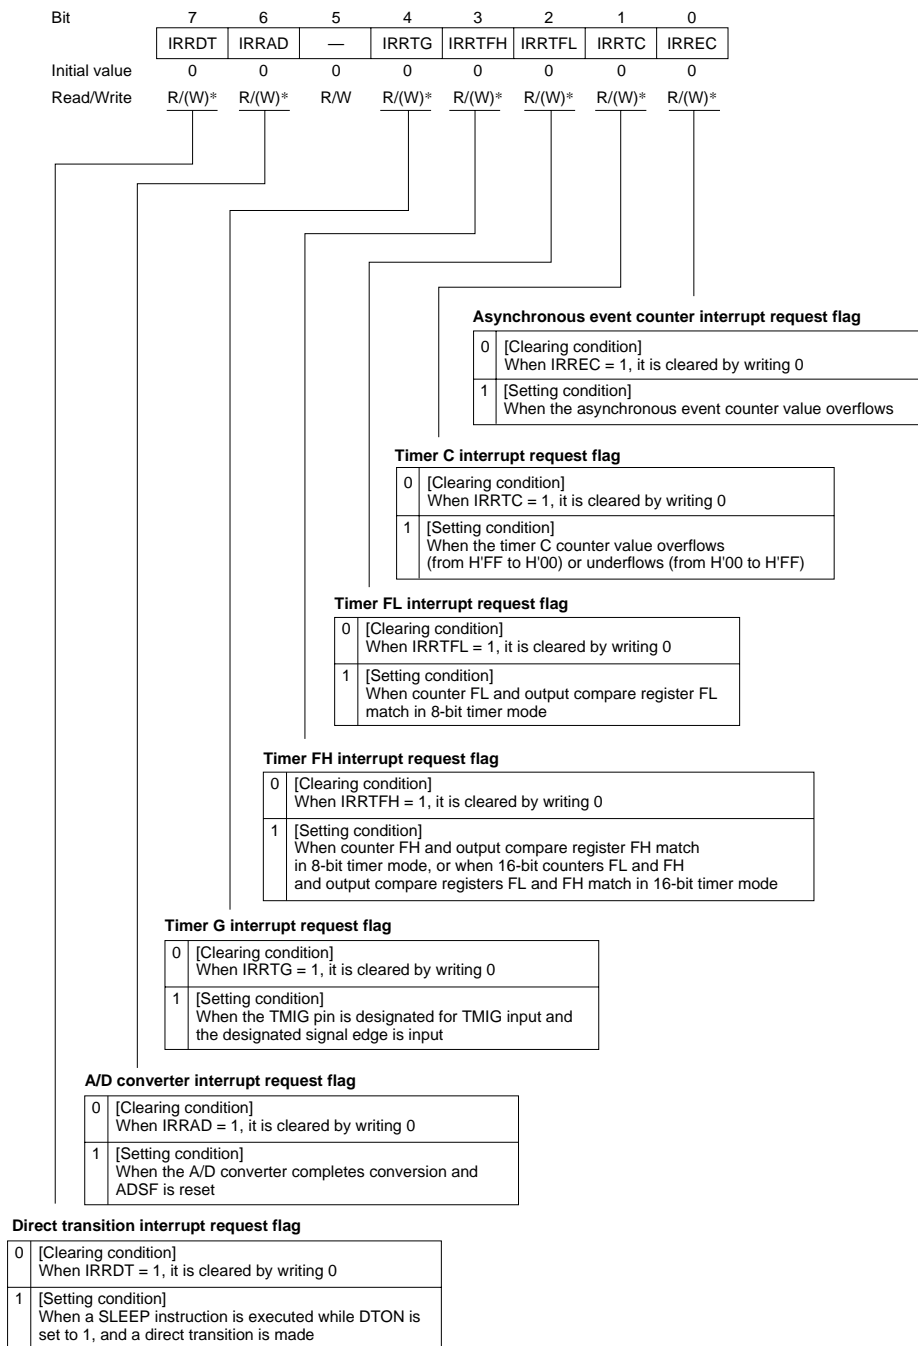 Bit 7 6 5 4 3 2 1 0
IRRDT IRRAD — IRRTG IRRTFH IRRTFL IRRTC IRREC
Initial value 0 0 0 0 0 0 0 0
Read/Write R/(W)* R/(W)* R/W R/(W)* R/(W)* R/(W)* R/(W)* R/(W)*
Asynchronous event counter interrupt request flag
0 [Clearing condition]
When IRREC = 1, it is cleared by writing 0
1 [Setting condition]
When the asynchronous event counter value overflows
Timer C interrupt request flag
0 [Clearing condition]
When IRRTC = 1, it is cleared by writing 0
1 [Setting condition]
When the timer C counter value overflows
(from H'FF to H'00) or underflows (from H'00 to H'FF)
Timer FL interrupt request flag
0 [Clearing condition]
When IRRTFL = 1, it is cleared by writing 0
1 [Setting condition]
When counter FL and output compare register FL
match in 8-bit timer mode
Timer FH interrupt request flag
0 [Clearing condition]
When IRRTFH = 1, it is cleared by writing 0
1 [Setting condition]
When counter FH and output compare register FH match
in 8-bit timer mode, or when 16-bit counters FL and FH
and output compare registers FL and FH match in 16-bit timer mode
Timer G interrupt request flag
0 [Clearing condition]
When IRRTG = 1, it is cleared by writing 0
1 [Setting condition]
When the TMIG pin is designated for TMIG input and
the designated signal edge is input
A/D converter interrupt request flag
0 [Clearing condition]
When IRRAD = 1, it is cleared by writing 0
1 [Setting condition]
When the A/D converter completes conversion and
ADSF is reset
Direct transition interrupt request flag
0 [Clearing condition]
When IRRDT = 1, it is cleared by writing 0
1 [Setting condition]
When a SLEEP instruction is executed while DTON is
set to 1, and a direct transition is made